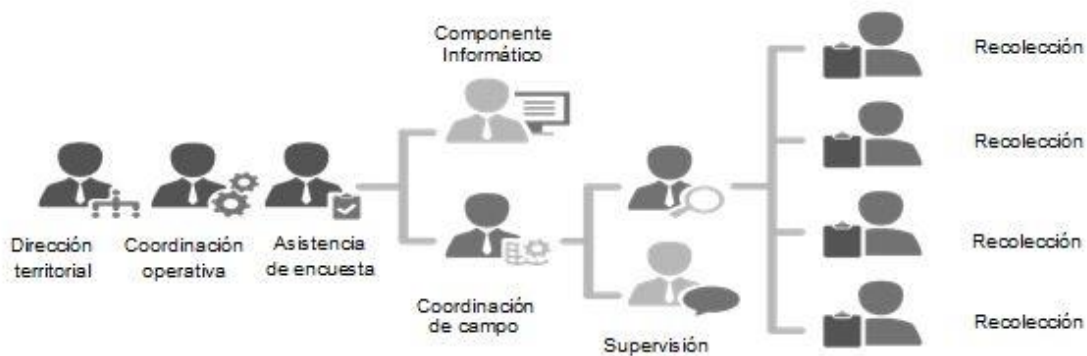 Componente
Informático
Recolección
Recolección
Dirección
territorial
Coordinación
operativa
Asistencia
de encuesta
Recolección
Coordinación
de campo
Supervisión
Recolección